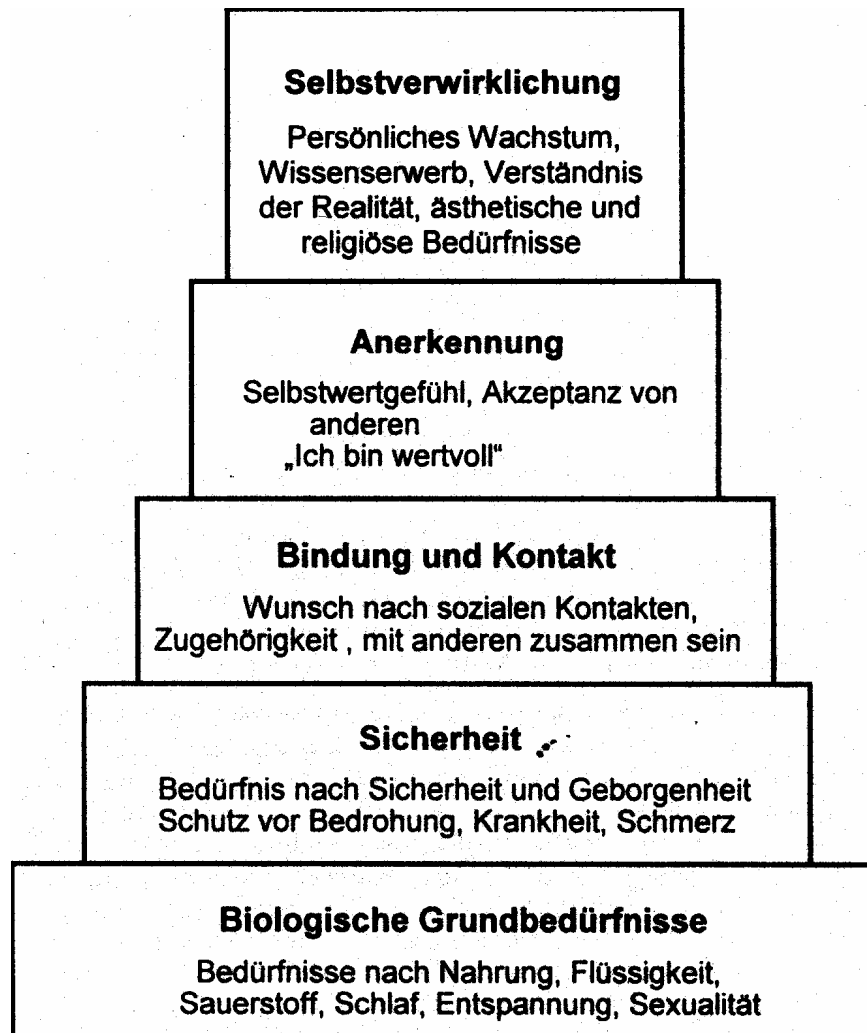 Selbstverwirklichung
Persönliches Wachstum,
Wissenserwerb, Verständnis
der Realität, ästhetische und
religiöse Bedürfnisse
Anerkennung
Selbstwertgefühl, Akzeptanz von
anderen
„Ich bin wertvoll“
Bindung und Kontakt
Wunsch nach sozialen Kontakten,
Zugehörigkeit , mit anderen zusammen sein
Sicherheit
Bedürfnis nach Sicherheit und Geborgenheit
Schutz vor Bedrohung, Krankheit, Schmerz
Biologische Grundbedürfnisse
Bedürfnisse nach Nahrung, Flüssigkeit,
Sauerstoff, Schlaf, Entspannung, Sexualität